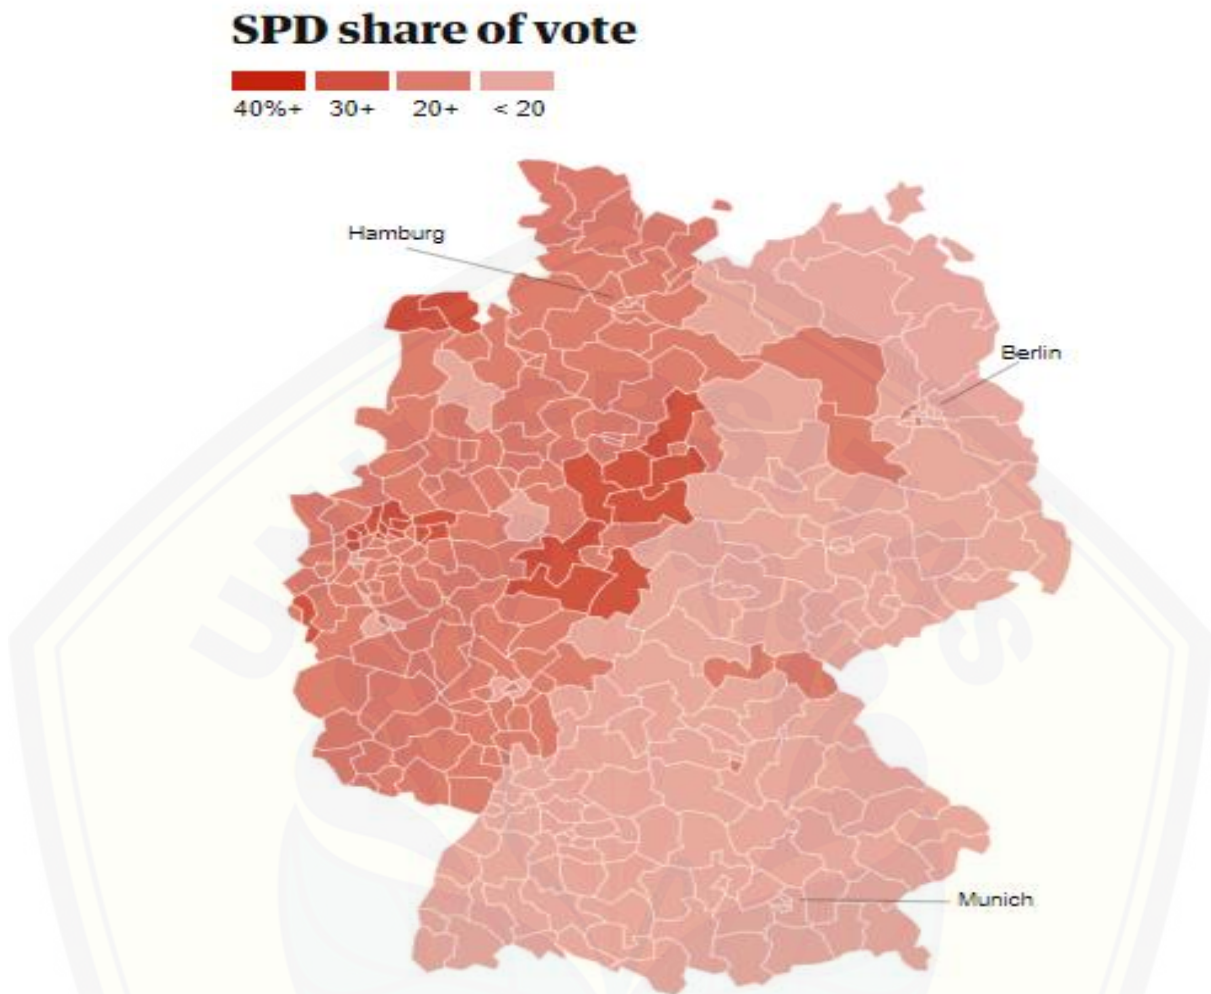 SPD share of vote
40%+ 30+ 20+ < 20
Hamburg
Berlin
Munich